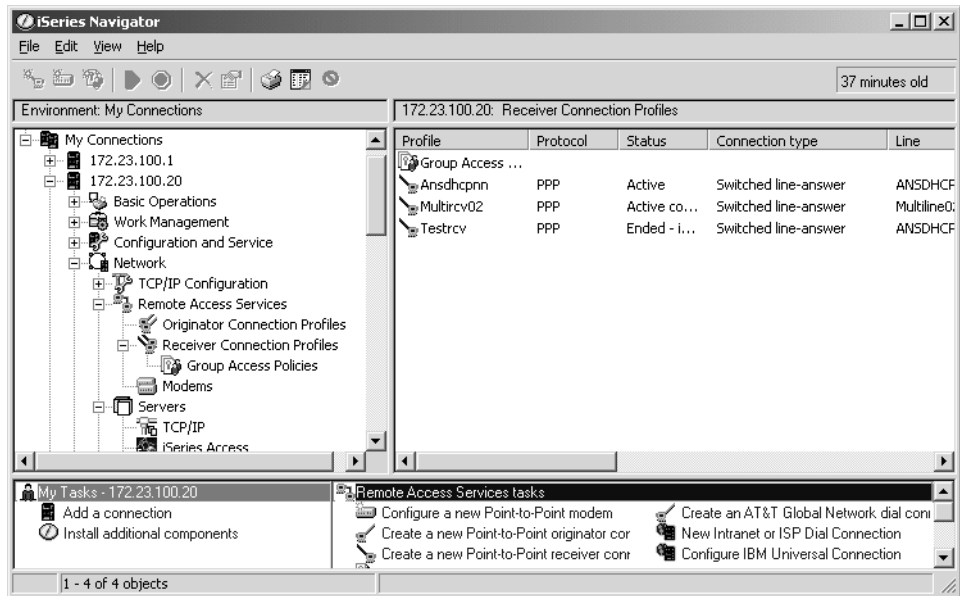 iSeries Navigator
File Edit View Help
37 minutes old
Environment: My Connections
172.23.100.20: Receiver Connection Profiles
My Connections
172.23.100.1
172.23.100.20
Basic Operations
Work Management
Configuration and Service
Network
TCP/IP Configuration
Remote Access Services
Originator Connection Profiles
Receiver Connection Profiles
Group Access Policies
Modems
Servers
TCP/IP
iSeries Access
Profile Protocol Status Connection type Line
Group Access ...
Ansdhcpnn PPP Active Switched line-answer ANSDHCP
Multircv02 PPP Active co... Switched line-answer Multiline0
Testrcv PPP Ended - i... Switched line-answer ANSDHCP
My Tasks - 172.23.100.20
Add a connection
Install additional components
Remote Access Services tasks
Configure a new Point-to-Point modem
Create a new Point-to-Point originator cor
Create a new Point-to-Point receiver conr
Create an AT&T Global Network dial coni
New Intranet or ISP Dial Connection
Configure IBM Universal Connection
1 - 4 of 4 objects